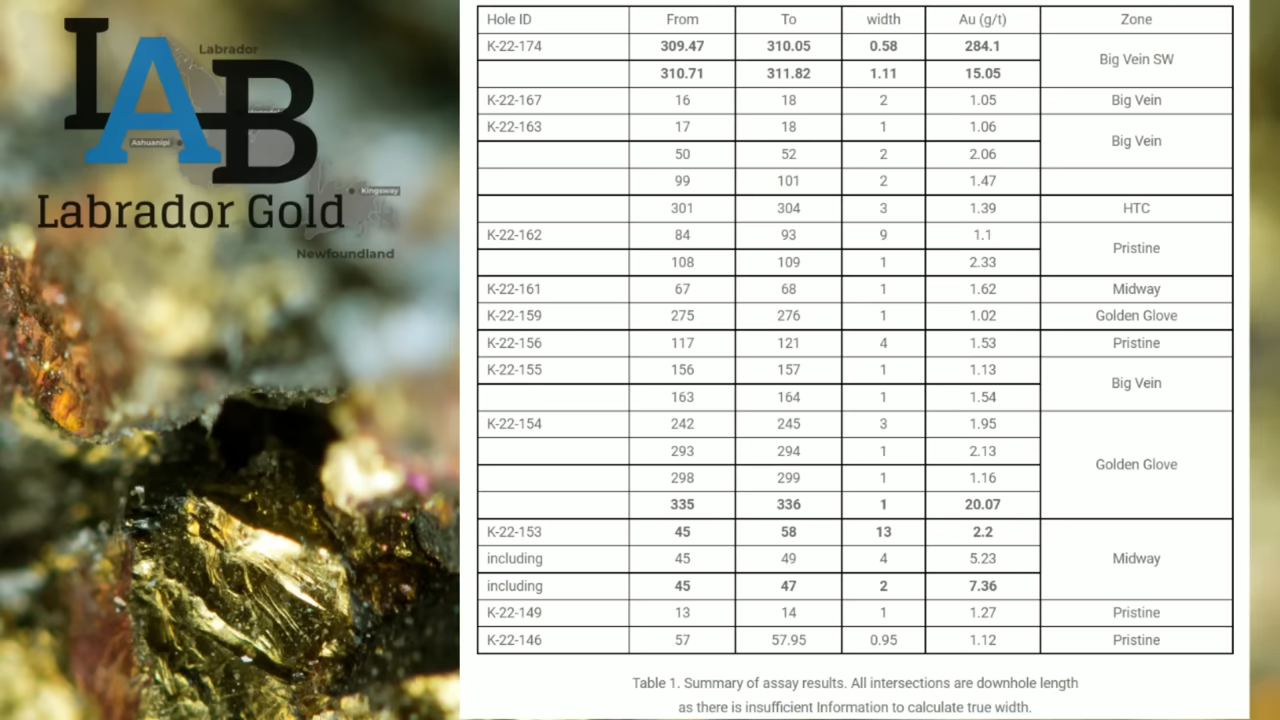 LAB
Labrador
Ashuanipi
Kingsway
Labrador Gold
Newfoundland
Hole ID From To width Au (g/t) Zone
K-22-174 309.47 310.05 0.58 284.1 Big Vein SW
310.71 311.82 1.11 15.05
K-22-167 16 18 2 1.05 Big Vein
K-22-163 17 18 1 1.06 Big Vein
50 52 2 2.06
99 101 2 1.47
301 304 3 1.39 HTC
K-22-162 84 93 9 1.1 Pristine
108 109 1 2.33
K-22-161 67 68 1 1.62 Midway
K-22-159 275 276 1 1.02 Golden Glove
K-22-156 117 121 4 1.53 Pristine
K-22-155 156 157 1 1.13 Big Vein
163 164 1 1.54
K-22-154 242 245 3 1.95 Golden Glove
293 294 1 2.13
298 299 1 1.16
335 336 1 20.07
K-22-153 45 58 13 2.2 Midway
including 45 49 4 5.23
including 45 47 2 7.36
K-22-149 13 14 1 1.27 Pristine
K-22-146 57 57.95 0.95 1.12 Pristine
Table 1. Summary of assay results. All intersections are downhole length
as there is insufficient Information to calculate true width.